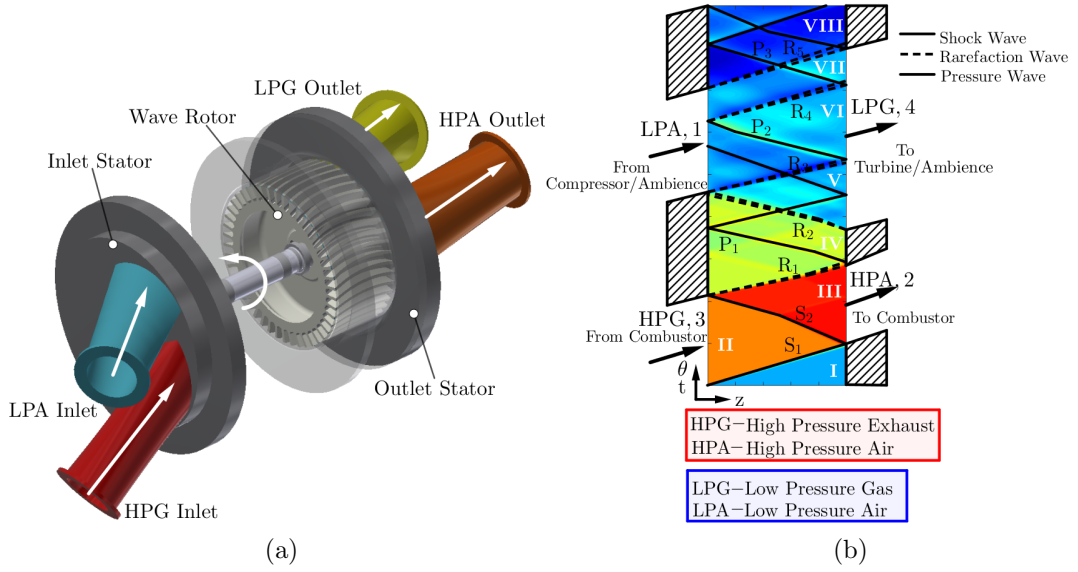 LPG Outlet
Wave Rotor
HPA Outlet
Inlet Stator
Outlet Stator
LPA Inlet
HPG Inlet
(a)
VIII
P3
R5
VII
Shock Wave
Rarefaction Wave
Pressure Wave
R4
VI
LPG, 4
LPA, 1
P2
To
Turbine/Ambience
From
Compressor/Ambience
R3
V
R2
IV
P1
R1
HPA, 2
III
HPG, 3
S2
To Combustor
From Combustor
II
S1
θ
I
t
z
HPG−High Pressure Exhaust
HPA−High Pressure Air
LPG−Low Pressure Gas
LPA−Low Pressure Air
(b)